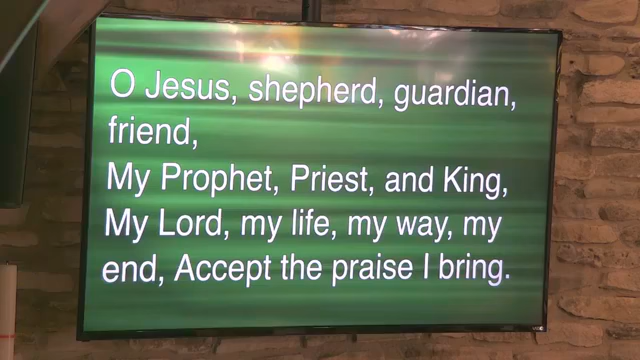 O Jesus, shepherd, guardian,
friend,
My Prophet, Priest, and King,
My Lord, my life, my way, my
end, Accept the praise I bring.